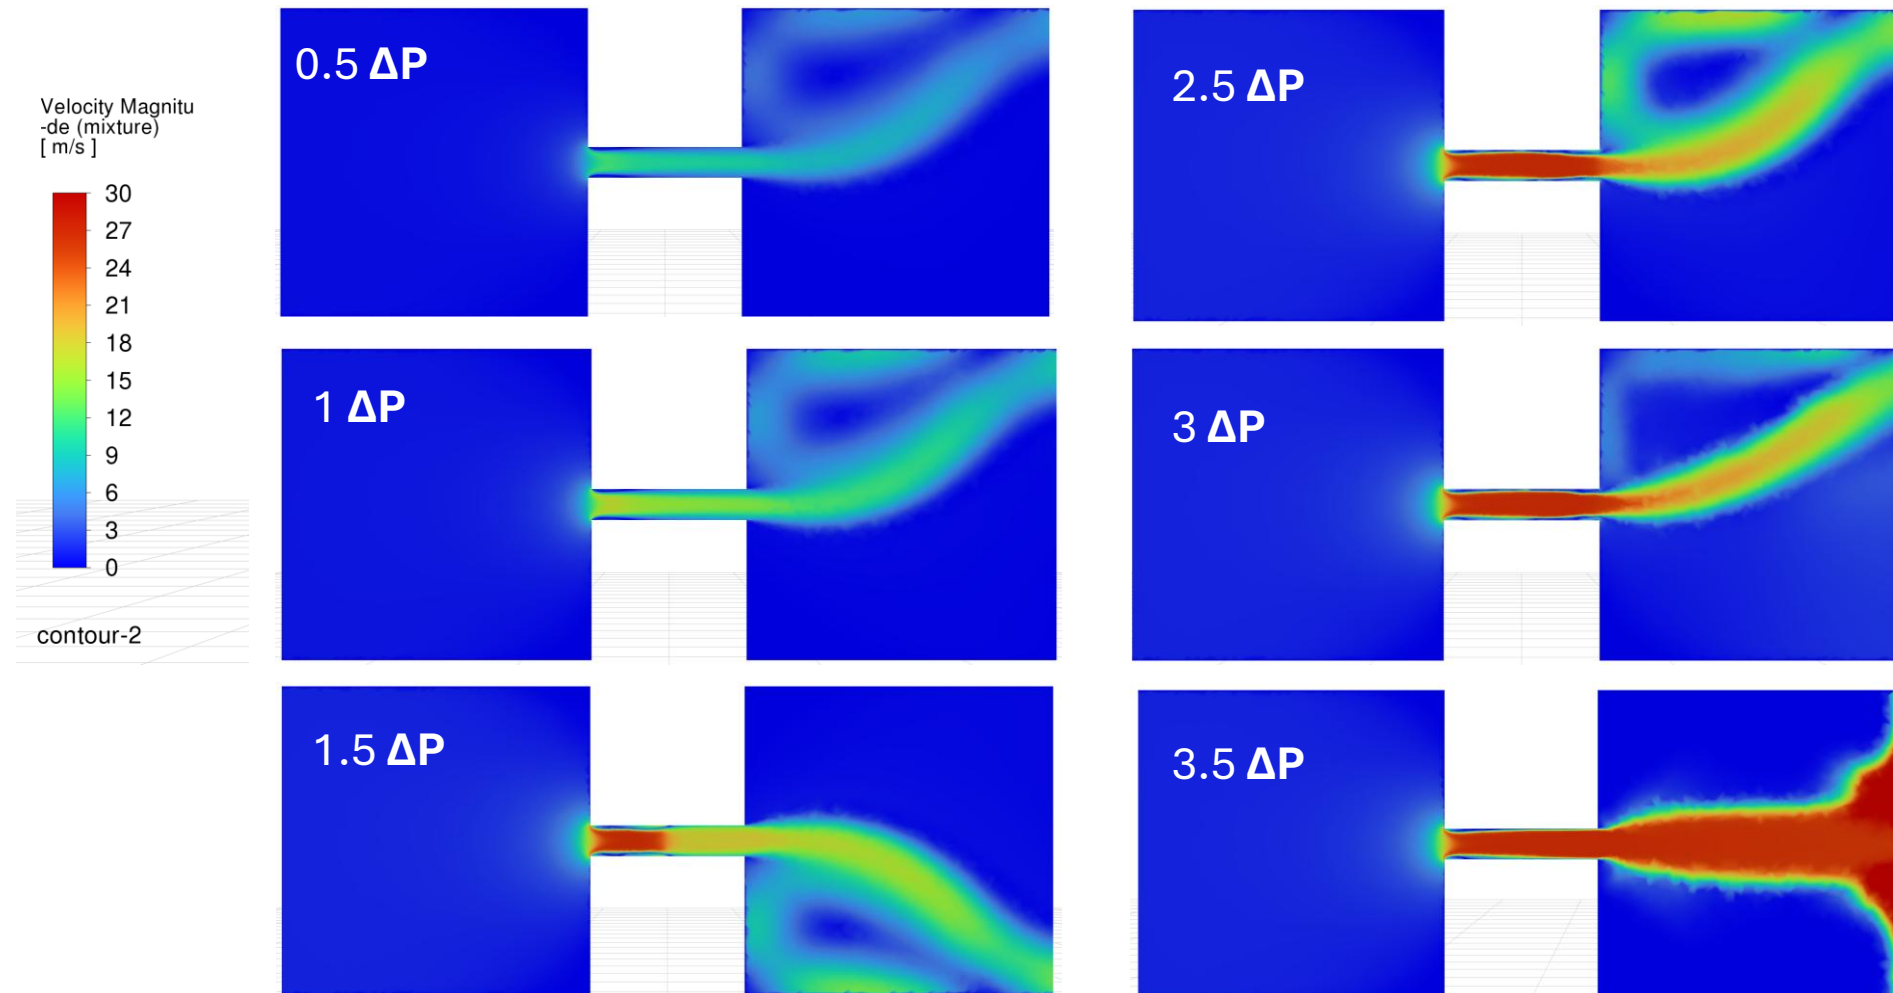 Velocity Magnitu
-de (mixture)
[ m/s ]
30
27
24
21
18
15
12
9
6
3
0
contour-2
0.5 ΔP
1 ΔP
1.5 ΔP
2.5 ΔP
3 ΔP
3.5 ΔP